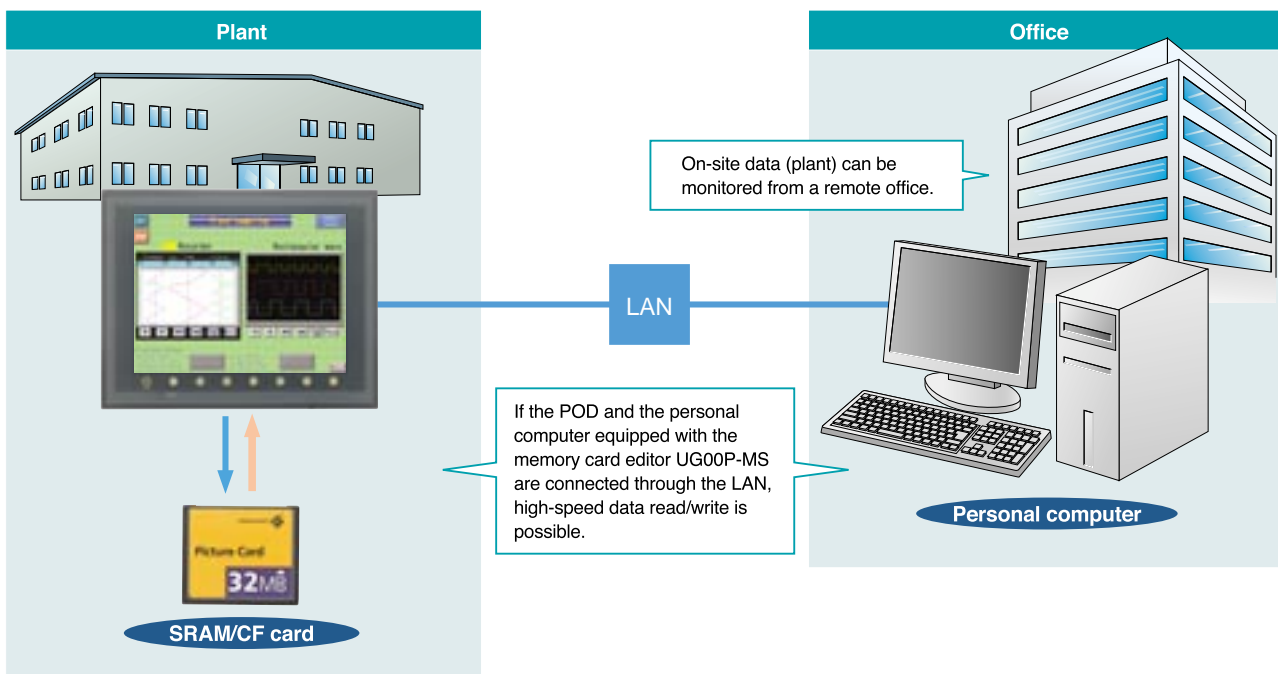 Plant
Office
On-site data (plant) can be
monitored from a remote office.
LAN
If the POD and the personal
computer equipped with the
memory card editor UG00P-MS
are connected through the LAN,
high-speed data read/write is
possible.
Personal computer
Picture Card
32MB
SRAM/CF card